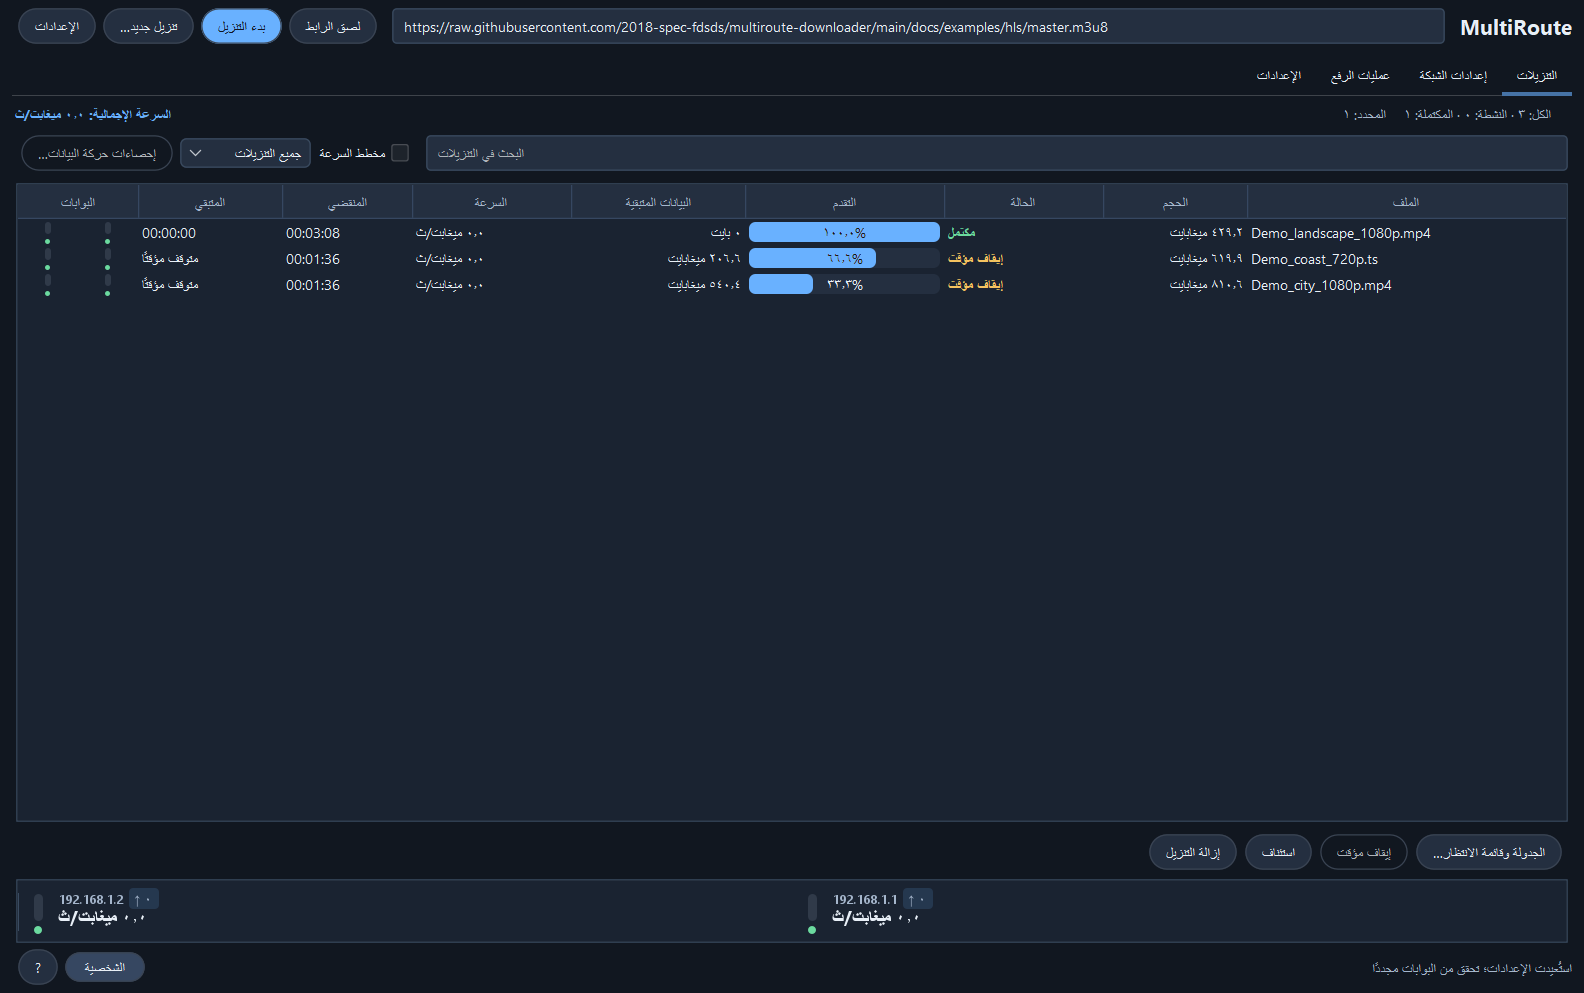 MultiRoute
https://raw.githubusercontent.com/2018-spec-fdsds/multiroute-downloader/main/docs/examples/hls/master.m3u8
لصق الرابط
بدء التنزيل
تنزيل جديد...
الإعدادات
التنزيلات
إعدادات الشبكة
عمليات الرفع
الإعدادات
الكل: ٣ · النشطة: ٠ · المكتملة: ١
المحدد: ١
السرعة الإجمالية: ٠٫٠ ميغابت/ث
البحث في التنزيلات
مخطط السرعة
جميع التنزيلات
إحصاءات حركة البيانات...
الملف
الحجم
الحالة
التقدم
البيانات المتبقية
السرعة
المنقضي
المتبقي
البوابات
Demo_landscape_1080p.mp4
٤٢٩٫٢ ميغابايت
مكتمل
١٠٠٫٠%
٠ بايت
٠٫٠ ميغابت/ث
00:03:08
00:00:00
Demo_coast_720p.ts
٦١٩٫٩ ميغابايت
إيقاف مؤقت
٦٦٫٦%
٢٠٦٫٦ ميغابايت
٠٫٠ ميغابت/ث
00:01:36
متوقف مؤقتًا
Demo_city_1080p.mp4
٨١٠٫٦ ميغابايت
إيقاف مؤقت
٣٣٫٣%
٥٤٠٫٤ ميغابايت
٠٫٠ ميغابت/ث
00:01:36
متوقف مؤقتًا
الجدولة وقائمة الانتظار...
إيقاف مؤقت
استئناف
إزالة التنزيل
192.168.1.1
↑ ٠
٠٫٠ ميغابت/ث
192.168.1.2
↑ ٠
٠٫٠ ميغابت/ث
استُعيدت الإعدادات؛ تحقق من البوابات مجددًا
الشخصية
?